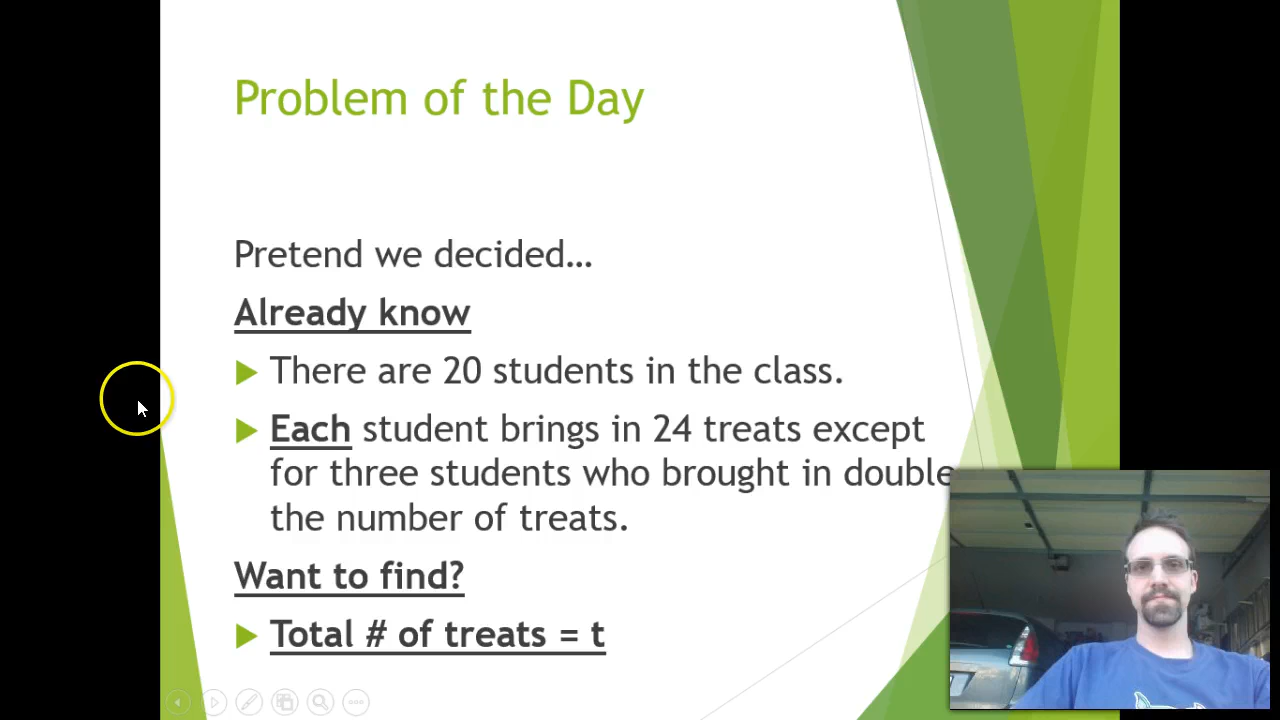 Problem of the Day
Pretend we decided…
Already know
There are 20 students in the class.
Each student brings in 24 treats except
for three students who brought in double
the number of treats.
Want to find?
Total # of treats = t